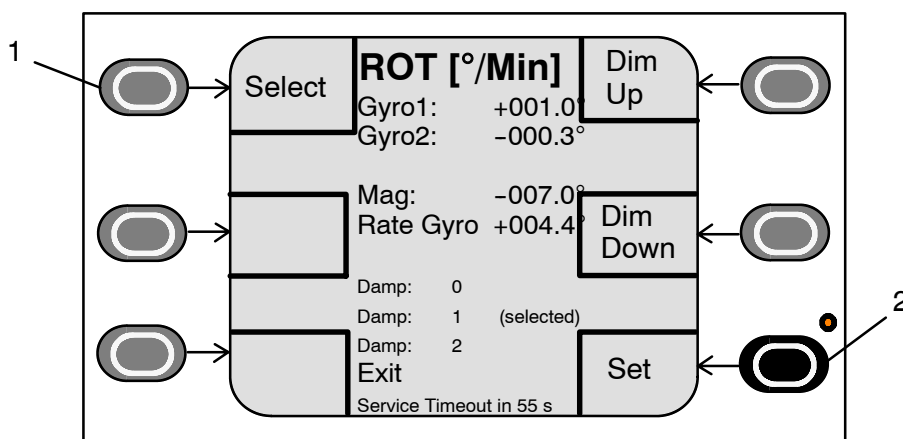 1
Select
ROT [°/Min]
Dim
Up
Gyro1: +001.0°
Gyro2: −000.3°
Mag: −007.0°
Rate Gyro +004.4°
Dim
Down
Damp: 0
Damp: 1 (selected)
Damp: 2
2
Exit
Set
Service Timeout in 55 s